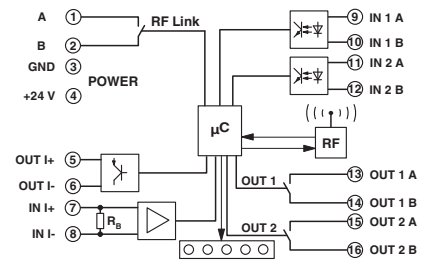 A 1 RF Link 9 IN 1 A
B 2 10 IN 1 B
GND 3 POWER 11 IN 2 A
+24 V 4 12 IN 2 B
µC
((( ))) RF
OUT I+ 5 OUT 1 13 OUT 1 A
OUT I- 6 14 OUT 1 B
IN I+ 7 OUT 2 15 OUT 2 A
IN I- 8 RB 16 OUT 2 B